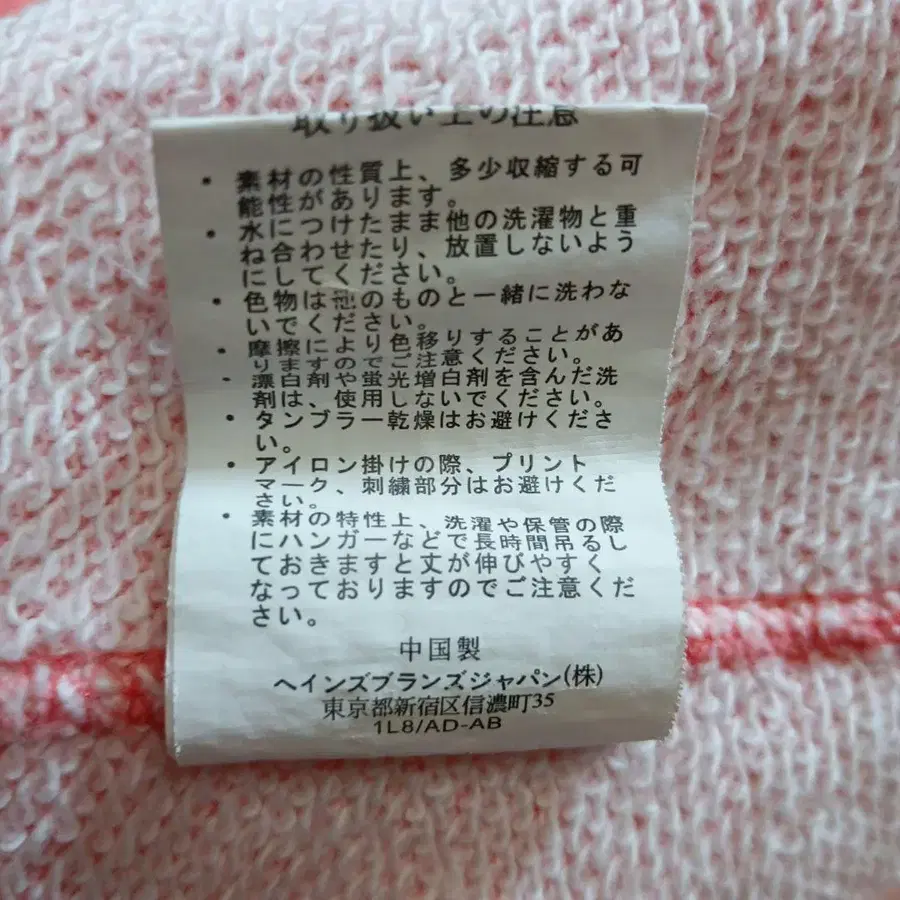 取り扱い上の注意
・ 素材の性質上、多少収縮する可
能性があります。
・ 水につけたまま他の洗濯物と重
ね合わせたり、放置しないよう
にしてください。
・ 色物は他のものと一緒に洗わな
いでください。
・ 摩擦により色移りすることがあ
りますのでご注意ください。
・ 漂白剤や蛍光増白剤を含んだ洗
剤は、使用しないでください。
・ タンブラー乾燥はお避けくださ
い。
・ アイロン掛けの際、プリント
マーク、刺繍部分はお避けくだ
さい。
・ 素材の特性上、洗濯や保管の際
にハンガーなどで長時間吊るし
ておきますと丈が伸びやすく
なっておりますのでご注意くだ
さい。
中国製
ヘインズブランズジャパン(株)
東京都新宿区信濃町35
1L8/AD-AB